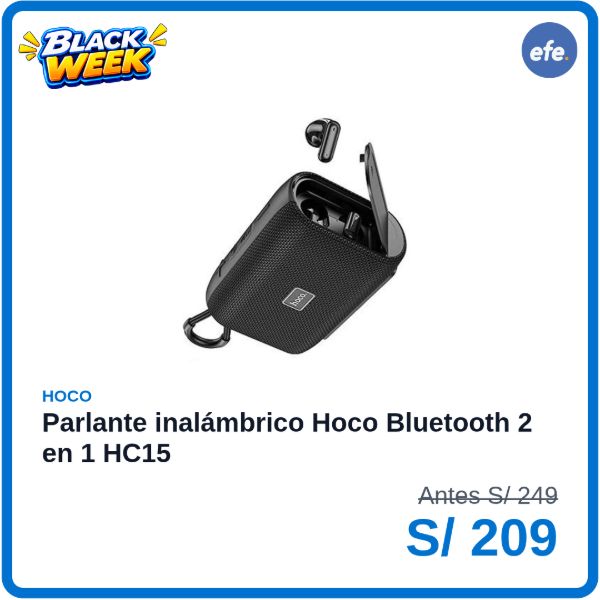 BLACK
WEEK
efe.
hoco.
HOCO
Parlante inalámbrico Hoco Bluetooth 2
en 1 HC15
Antes S/ 249
S/ 209